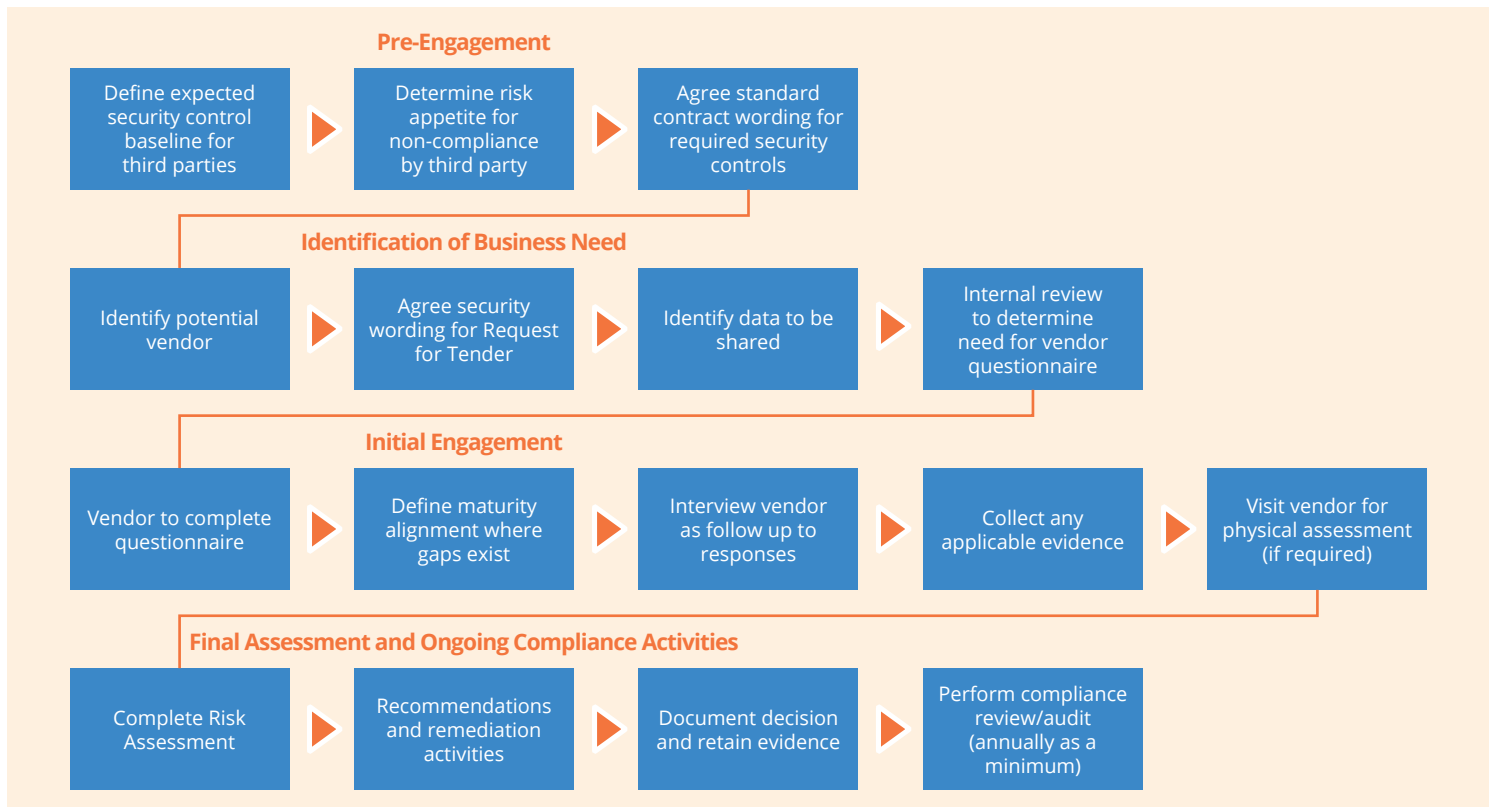 Pre-Engagement
Define expected
security control
baseline for
third parties
Determine risk
appetite for
non-compliance
by third party
Agree standard
contract wording for
required security
controls
Identification of Business Need
Identify potential
vendor
Agree security
wording for Request
for Tender
Identify data to be
shared
Internal review
to determine
need for vendor
questionnaire
Initial Engagement
Vendor to complete
questionnaire
Define maturity
alignment where
gaps exist
Interview vendor
as follow up to
responses
Collect any
applicable evidence
Visit vendor for
physical assessment
(if required)
Final Assessment and Ongoing Compliance Activities
Complete Risk
Assessment
Recommendations
and remediation
activities
Document decision
and retain evidence
Perform compliance
review/audit
(annually as a
minimum)